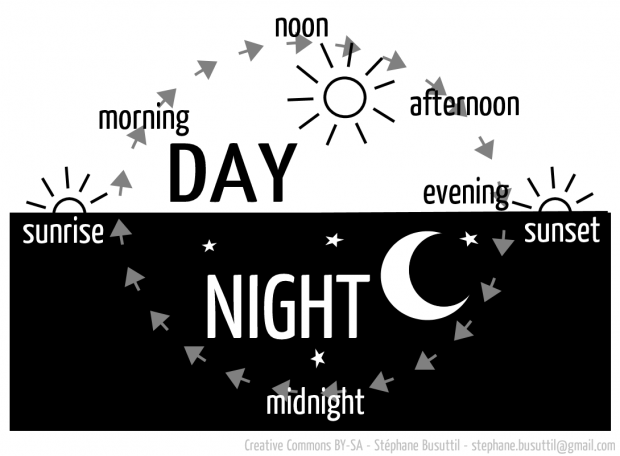 noon
morning
afternoon
DAY
evening
sunrise
sunset
NIGHT
midnight
Creative Commons BY-SA - Stéphane Busuttil - stephane.busuttil@gmail.com